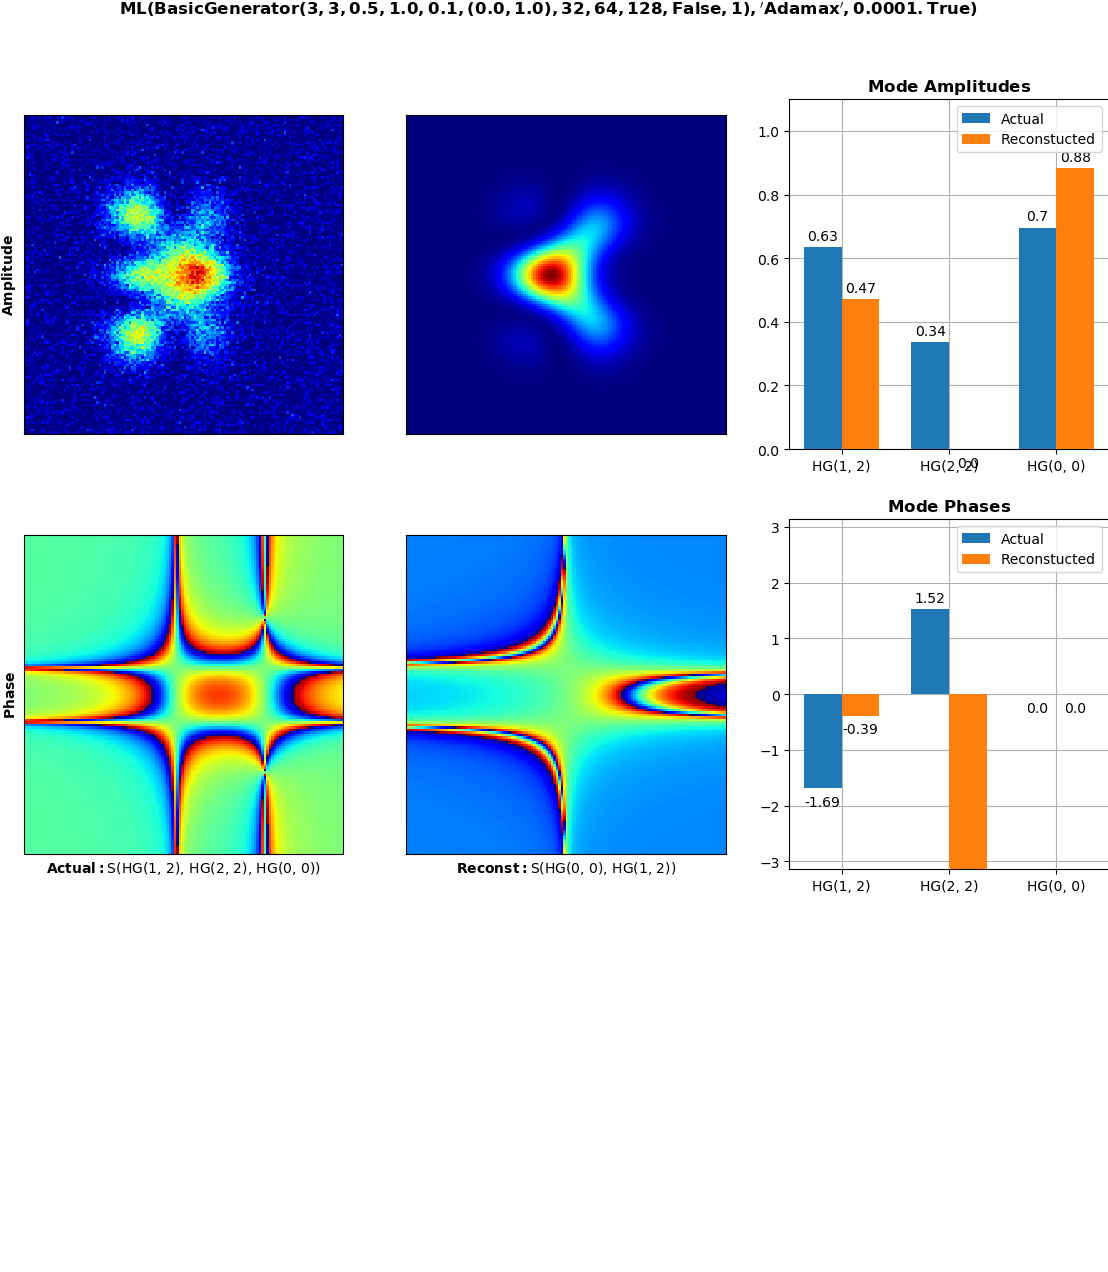 ML(BasicGenerator(3, 3, 0.5, 1.0, 0.1, (0.0, 1.0), 32, 64, 128, False, 1), ′Adamax′, 0.0001. True)
Amplitude
Mode Amplitudes
Actual
Reconstucted
1.0
0.8
0.6
0.4
0.2
0.0
0.63
0.47
0.34
0.0
0.7
0.88
HG(1, 2)
HG(2, 2)
HG(0, 0)
Phase
Actual: S(HG(1, 2), HG(2, 2), HG(0, 0))
Reconst: S(HG(0, 0), HG(1, 2))
Mode Phases
Actual
Reconstucted
3
2
1
0
−1
−2
−3
-1.69
-0.39
1.52
0.0
0.0
HG(1, 2)
HG(2, 2)
HG(0, 0)